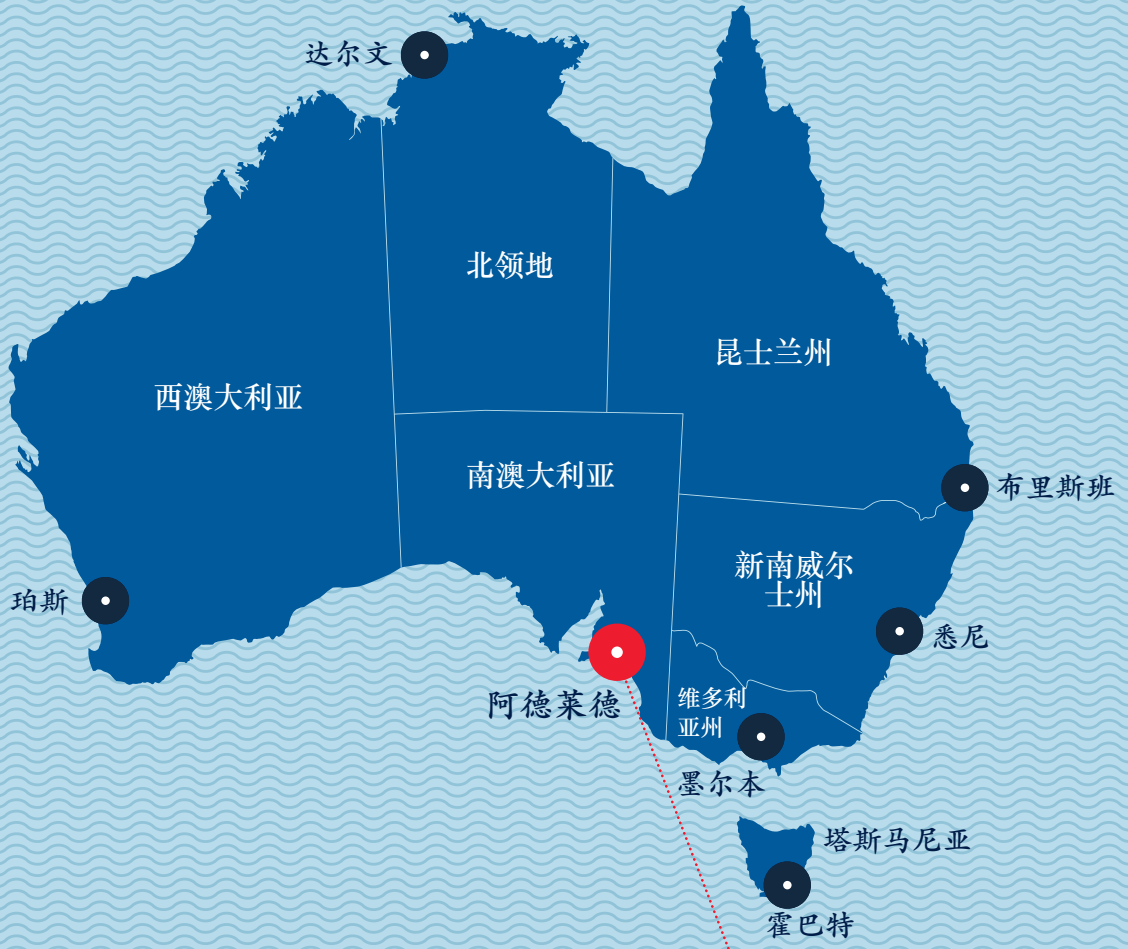 达尔文
北领地
昆士兰州
西澳大利亚
南澳大利亚
布里斯班
新南威尔
士州
珀斯
悉尼
阿德莱德
维多利
亚州
墨尔本
塔斯马尼亚
霍巴特